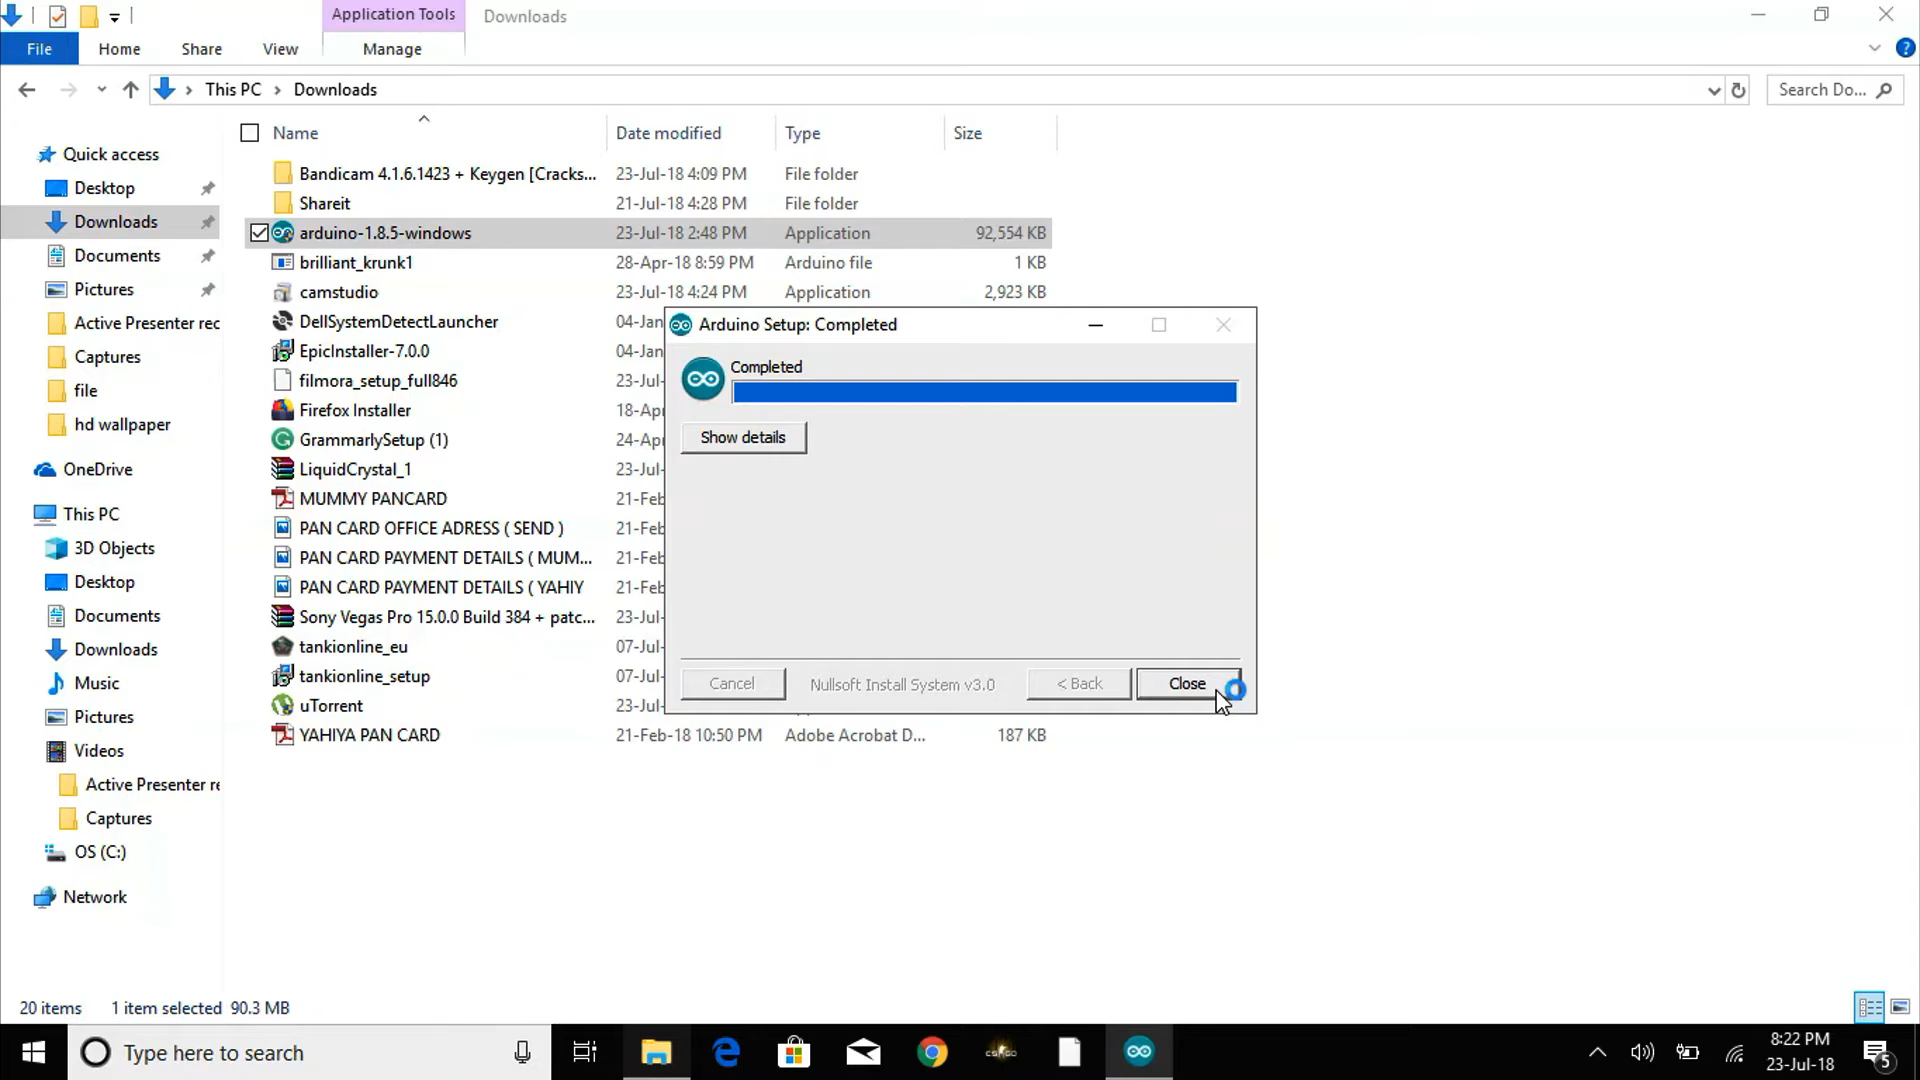 Application Tools
Downloads
File
Home
Share
View
Manage
This PC
Downloads
Search Do...
Name
Date modified
Type
Size
Quick access
Desktop
Downloads
Documents
Pictures
Active Presenter rec
Captures
file
hd wallpaper
OneDrive
This PC
3D Objects
Desktop
Documents
Downloads
Music
Pictures
Videos
Active Presenter re
Captures
OS (C:)
Network
Bandicam 4.1.6.1423 + Keygen [Cracks... 23-Jul-18 4:09 PM File folder
Shareit 21-Jul-18 4:28 PM File folder
arduino-1.8.5-windows 23-Jul-18 2:48 PM Application 92,554 KB
brilliant_krunk1 28-Apr-18 8:59 PM Arduino file 1 KB
camstudio 23-Jul-18 4:24 PM Application 2,923 KB
DellSystemDetectLauncher 04-Jan
EpicInstaller-7.0.0 04-Jan
filmora_setup_full846 23-Jul-
Firefox Installer 18-Apr
GrammarlySetup (1) 24-Apr
LiquidCrystal_1 23-Jul-
MUMMY PANCARD 21-Feb
PAN CARD OFFICE ADRESS ( SEND ) 21-Feb
PAN CARD PAYMENT DETAILS ( MUM... 21-Feb
PAN CARD PAYMENT DETAILS ( YAHIY 21-Feb
Sony Vegas Pro 15.0.0 Build 384 + patc... 23-Jul-
tankionline_eu 07-Jul-
tankionline_setup 07-Jul-
uTorrent 23-Jul-
YAHIYA PAN CARD 21-Feb-18 10:50 PM Adobe Acrobat D... 187 KB
Arduino Setup: Completed
Completed
Show details
Cancel
Nullsoft Install System v3.0
< Back
Close
20 items
1 item selected 90.3 MB
Type here to search
8:22 PM
23-Jul-18
5